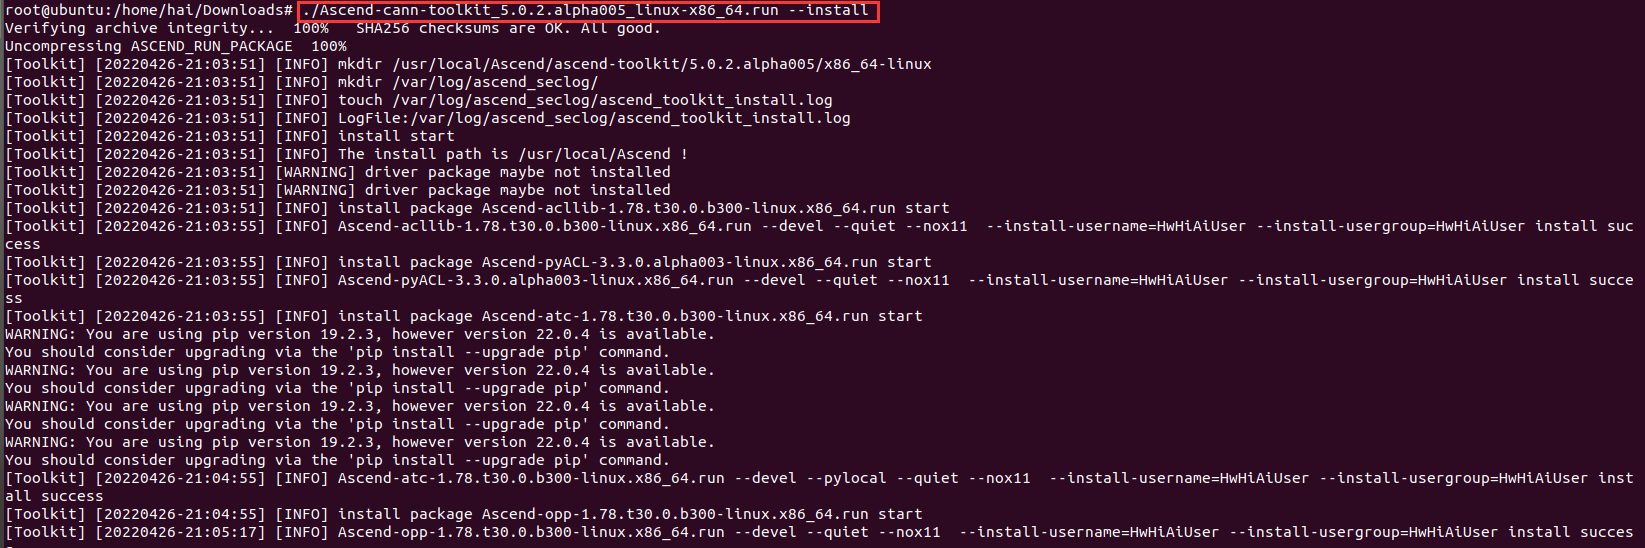 root@ubuntu:/home/hai/Downloads# ./Ascend-cann-toolkit_5.0.2.alpha005_linux-x86_64.run --install
Verifying archive integrity...  100%   SHA256 checksums are OK. All good.
Uncompressing ASCEND_RUN_PACKAGE  100%
[Toolkit] [20220426-21:03:51] [INFO] mkdir /usr/local/Ascend/ascend-toolkit/5.0.2.alpha005/x86_64-linux
[Toolkit] [20220426-21:03:51] [INFO] mkdir /var/log/ascend_seclog/
[Toolkit] [20220426-21:03:51] [INFO] touch /var/log/ascend_seclog/ascend_toolkit_install.log
[Toolkit] [20220426-21:03:51] [INFO] LogFile:/var/log/ascend_seclog/ascend_toolkit_install.log
[Toolkit] [20220426-21:03:51] [INFO] install start
[Toolkit] [20220426-21:03:51] [INFO] The install path is /usr/local/Ascend !
[Toolkit] [20220426-21:03:51] [WARNING] driver package maybe not installed
[Toolkit] [20220426-21:03:51] [WARNING] driver package maybe not installed
[Toolkit] [20220426-21:03:51] [INFO] install package Ascend-acllib-1.78.t30.0.b300-linux.x86_64.run start
[Toolkit] [20220426-21:03:55] [INFO] Ascend-acllib-1.78.t30.0.b300-linux.x86_64.run --devel --quiet --nox11  --install-username=HwHiAiUser --install-usergroup=HwHiAiUser install suc
cess
[Toolkit] [20220426-21:03:55] [INFO] install package Ascend-pyACL-3.3.0.alpha003-linux.x86_64.run start
[Toolkit] [20220426-21:03:55] [INFO] Ascend-pyACL-3.3.0.alpha003-linux.x86_64.run --devel --quiet --nox11  --install-username=HwHiAiUser --install-usergroup=HwHiAiUser install succe
ss
[Toolkit] [20220426-21:03:55] [INFO] install package Ascend-atc-1.78.t30.0.b300-linux.x86_64.run start
WARNING: You are using pip version 19.2.3, however version 22.0.4 is available.
You should consider upgrading via the 'pip install --upgrade pip' command.
WARNING: You are using pip version 19.2.3, however version 22.0.4 is available.
You should consider upgrading via the 'pip install --upgrade pip' command.
WARNING: You are using pip version 19.2.3, however version 22.0.4 is available.
You should consider upgrading via the 'pip install --upgrade pip' command.
WARNING: You are using pip version 19.2.3, however version 22.0.4 is available.
You should consider upgrading via the 'pip install --upgrade pip' command.
[Toolkit] [20220426-21:04:55] [INFO] Ascend-atc-1.78.t30.0.b300-linux.x86_64.run --devel --pylocal --quiet --nox11  --install-username=HwHiAiUser --install-usergroup=HwHiAiUser inst
all success
[Toolkit] [20220426-21:04:55] [INFO] install package Ascend-opp-1.78.t30.0.b300-linux.x86_64.run start
[Toolkit] [20220426-21:05:17] [INFO] Ascend-opp-1.78.t30.0.b300-linux.x86_64.run --devel --quiet --nox11  --install-username=HwHiAiUser --install-usergroup=HwHiAiUser install succes